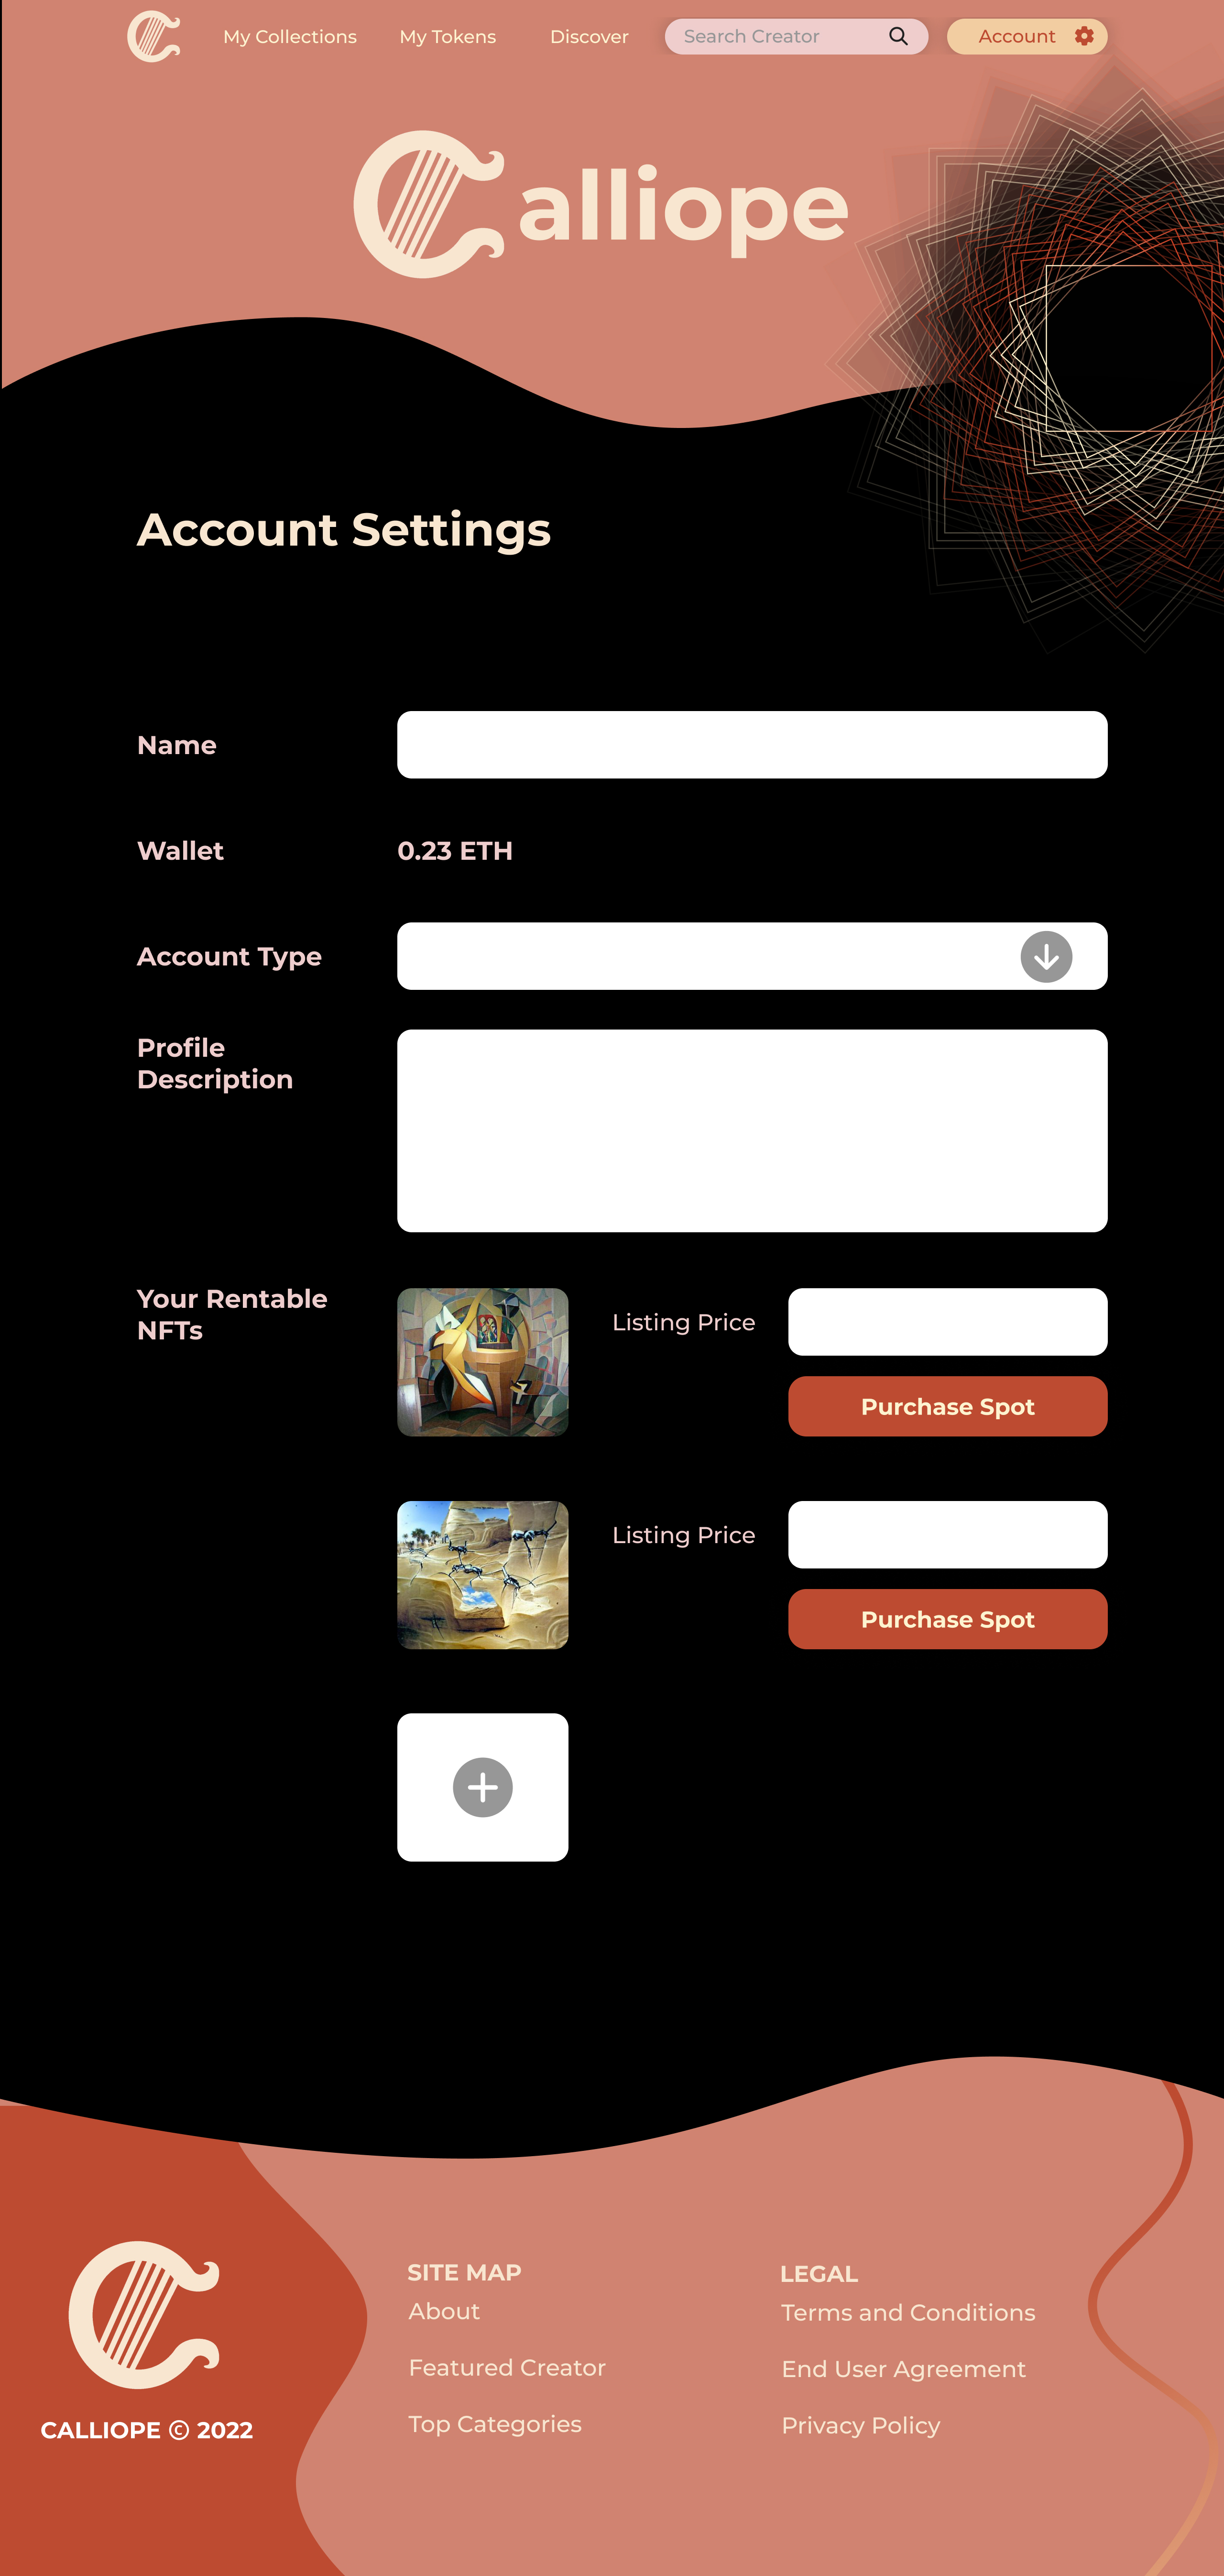 My Collections
My Tokens
Discover
Search Creator
Account
Calliope
Account Settings
Name
Wallet
0.23 ETH
Account Type
Profile
Description
Your Rentable
NFTs
Listing Price
Purchase Spot
Listing Price
Purchase Spot
SITE MAP
About
Featured Creator
Top Categories
LEGAL
Terms and Conditions
End User Agreement
Privacy Policy
CALLIOPE © 2022